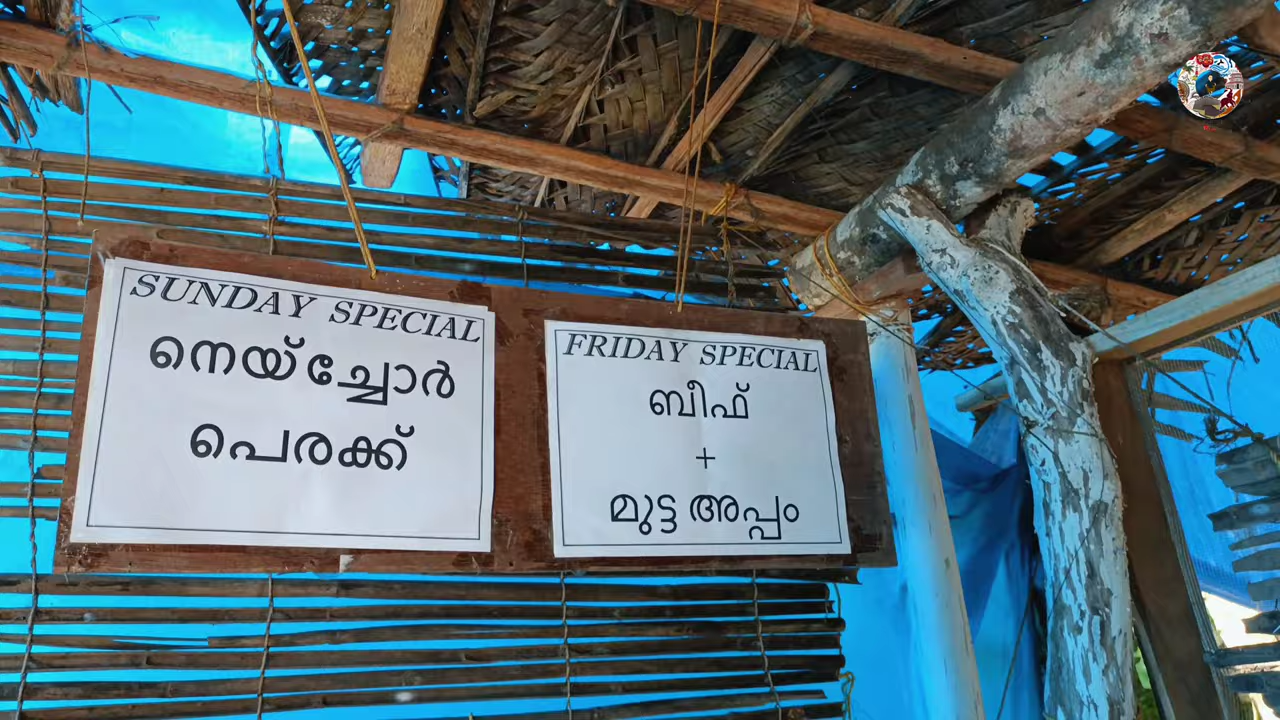 SUNDAY SPECIAL
നെയ്ച്ചോർ
പെരക്ക്
FRIDAY SPECIAL
ബീഫ്
+
മുട്ട അപ്പം